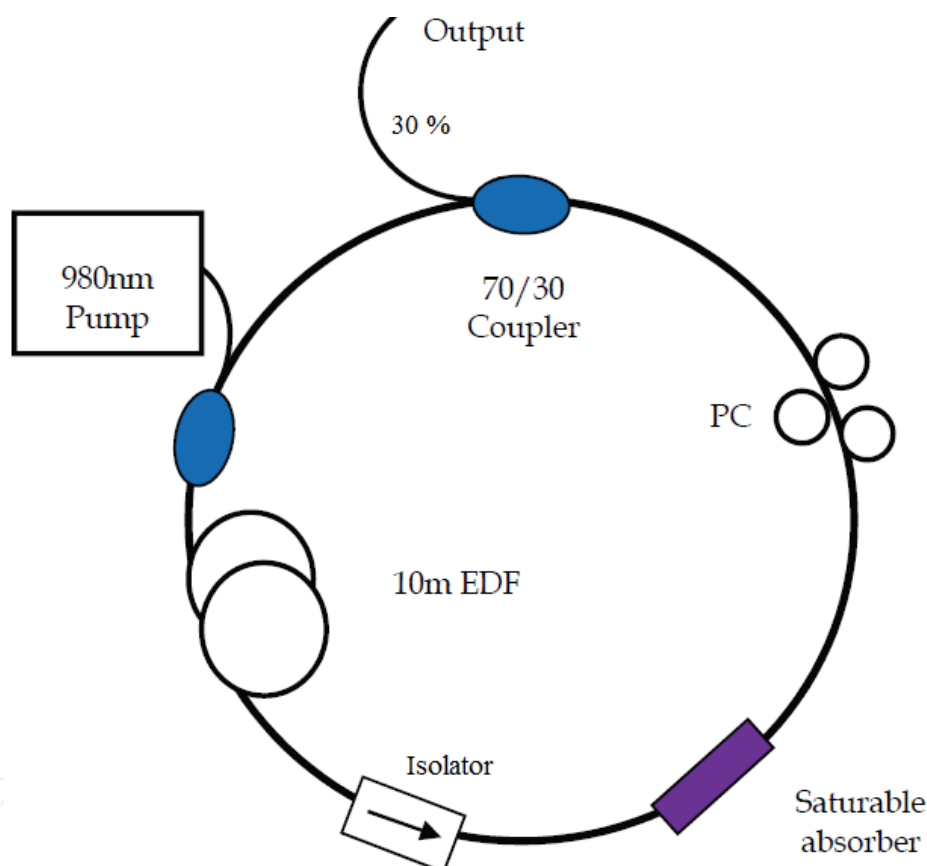 Output
30 %
980nm
Pump
70/30
Coupler
PC
10m EDF
Isolator
Saturable
absorber